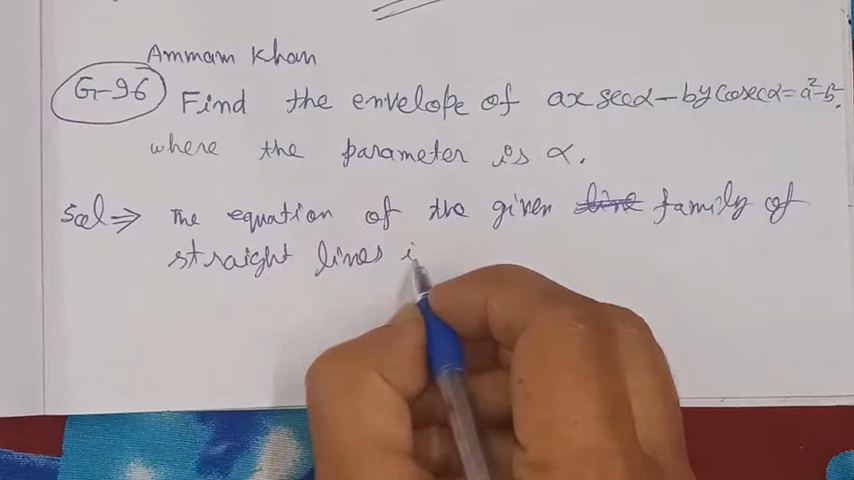 Ammam Khan
G-96 Find the envelope of ax secα - by Cosecα = a²-b².
where the parameter is α.
Sol ⇒ The equation of the given line family of
straight lines i